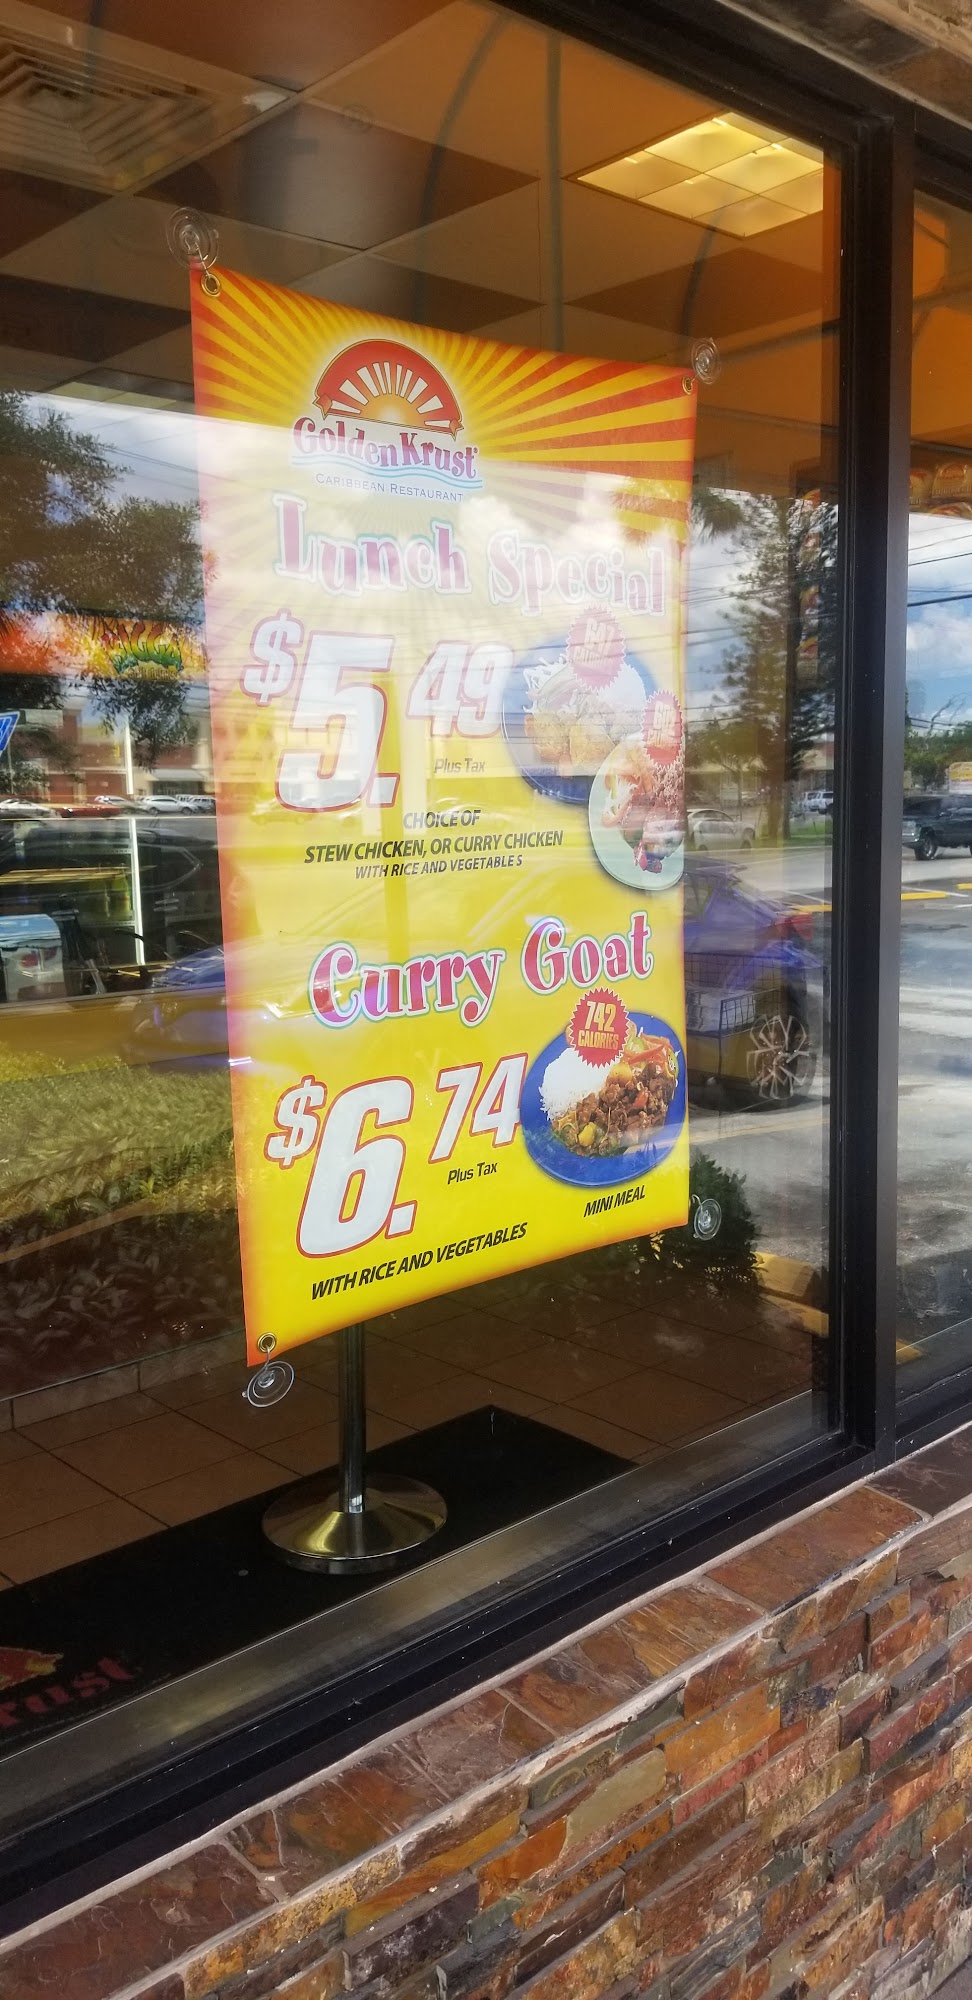 GoldenKrust
CARIBBEAN RESTAURANT
Lunch Special
$5.49
Plus Tax
CHOICE OF
STEW CHICKEN, OR CURRY CHICKEN
WITH RICE AND VEGETABLES
Curry Goat
742
CALORIES
$6.74
Plus Tax
MINI MEAL
WITH RICE AND VEGETABLES